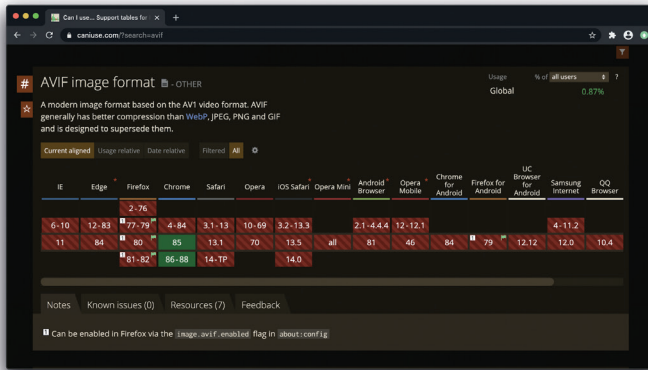 Can I use... Support tables for
caniuse.com/?search=avif
# AVIF image format - OTHER
Usage % of all users ?
Global 0.87%
A modern image format based on the AV1 video format. AVIF
generally has better compression than WebP, JPEG, PNG and GIF
and is designed to supersede them.
Current aligned Usage relative Date relative Filtered All
IE Edge * Firefox Chrome Safari Opera iOS Safari * Opera Mini * Android Browser * Opera Mobile * Chrome for Android Firefox for Android UC Browser for Android Samsung Internet QQ Browser
2-76
6-10 12-83 1 77-79 4-84 3.1-13 10-69 3.2-13.3 2.1-4.4.4 12-12.1 4-11.2
11 84 1 80 85 13.1 70 13.5 all 81 46 84 1 79 12.12 12.0 10.4
1 81-82 86-88 14-TP 14.0
Notes Known issues (0) Resources (7) Feedback
1 Can be enabled in Firefox via the image.avif.enabled flag in about:config